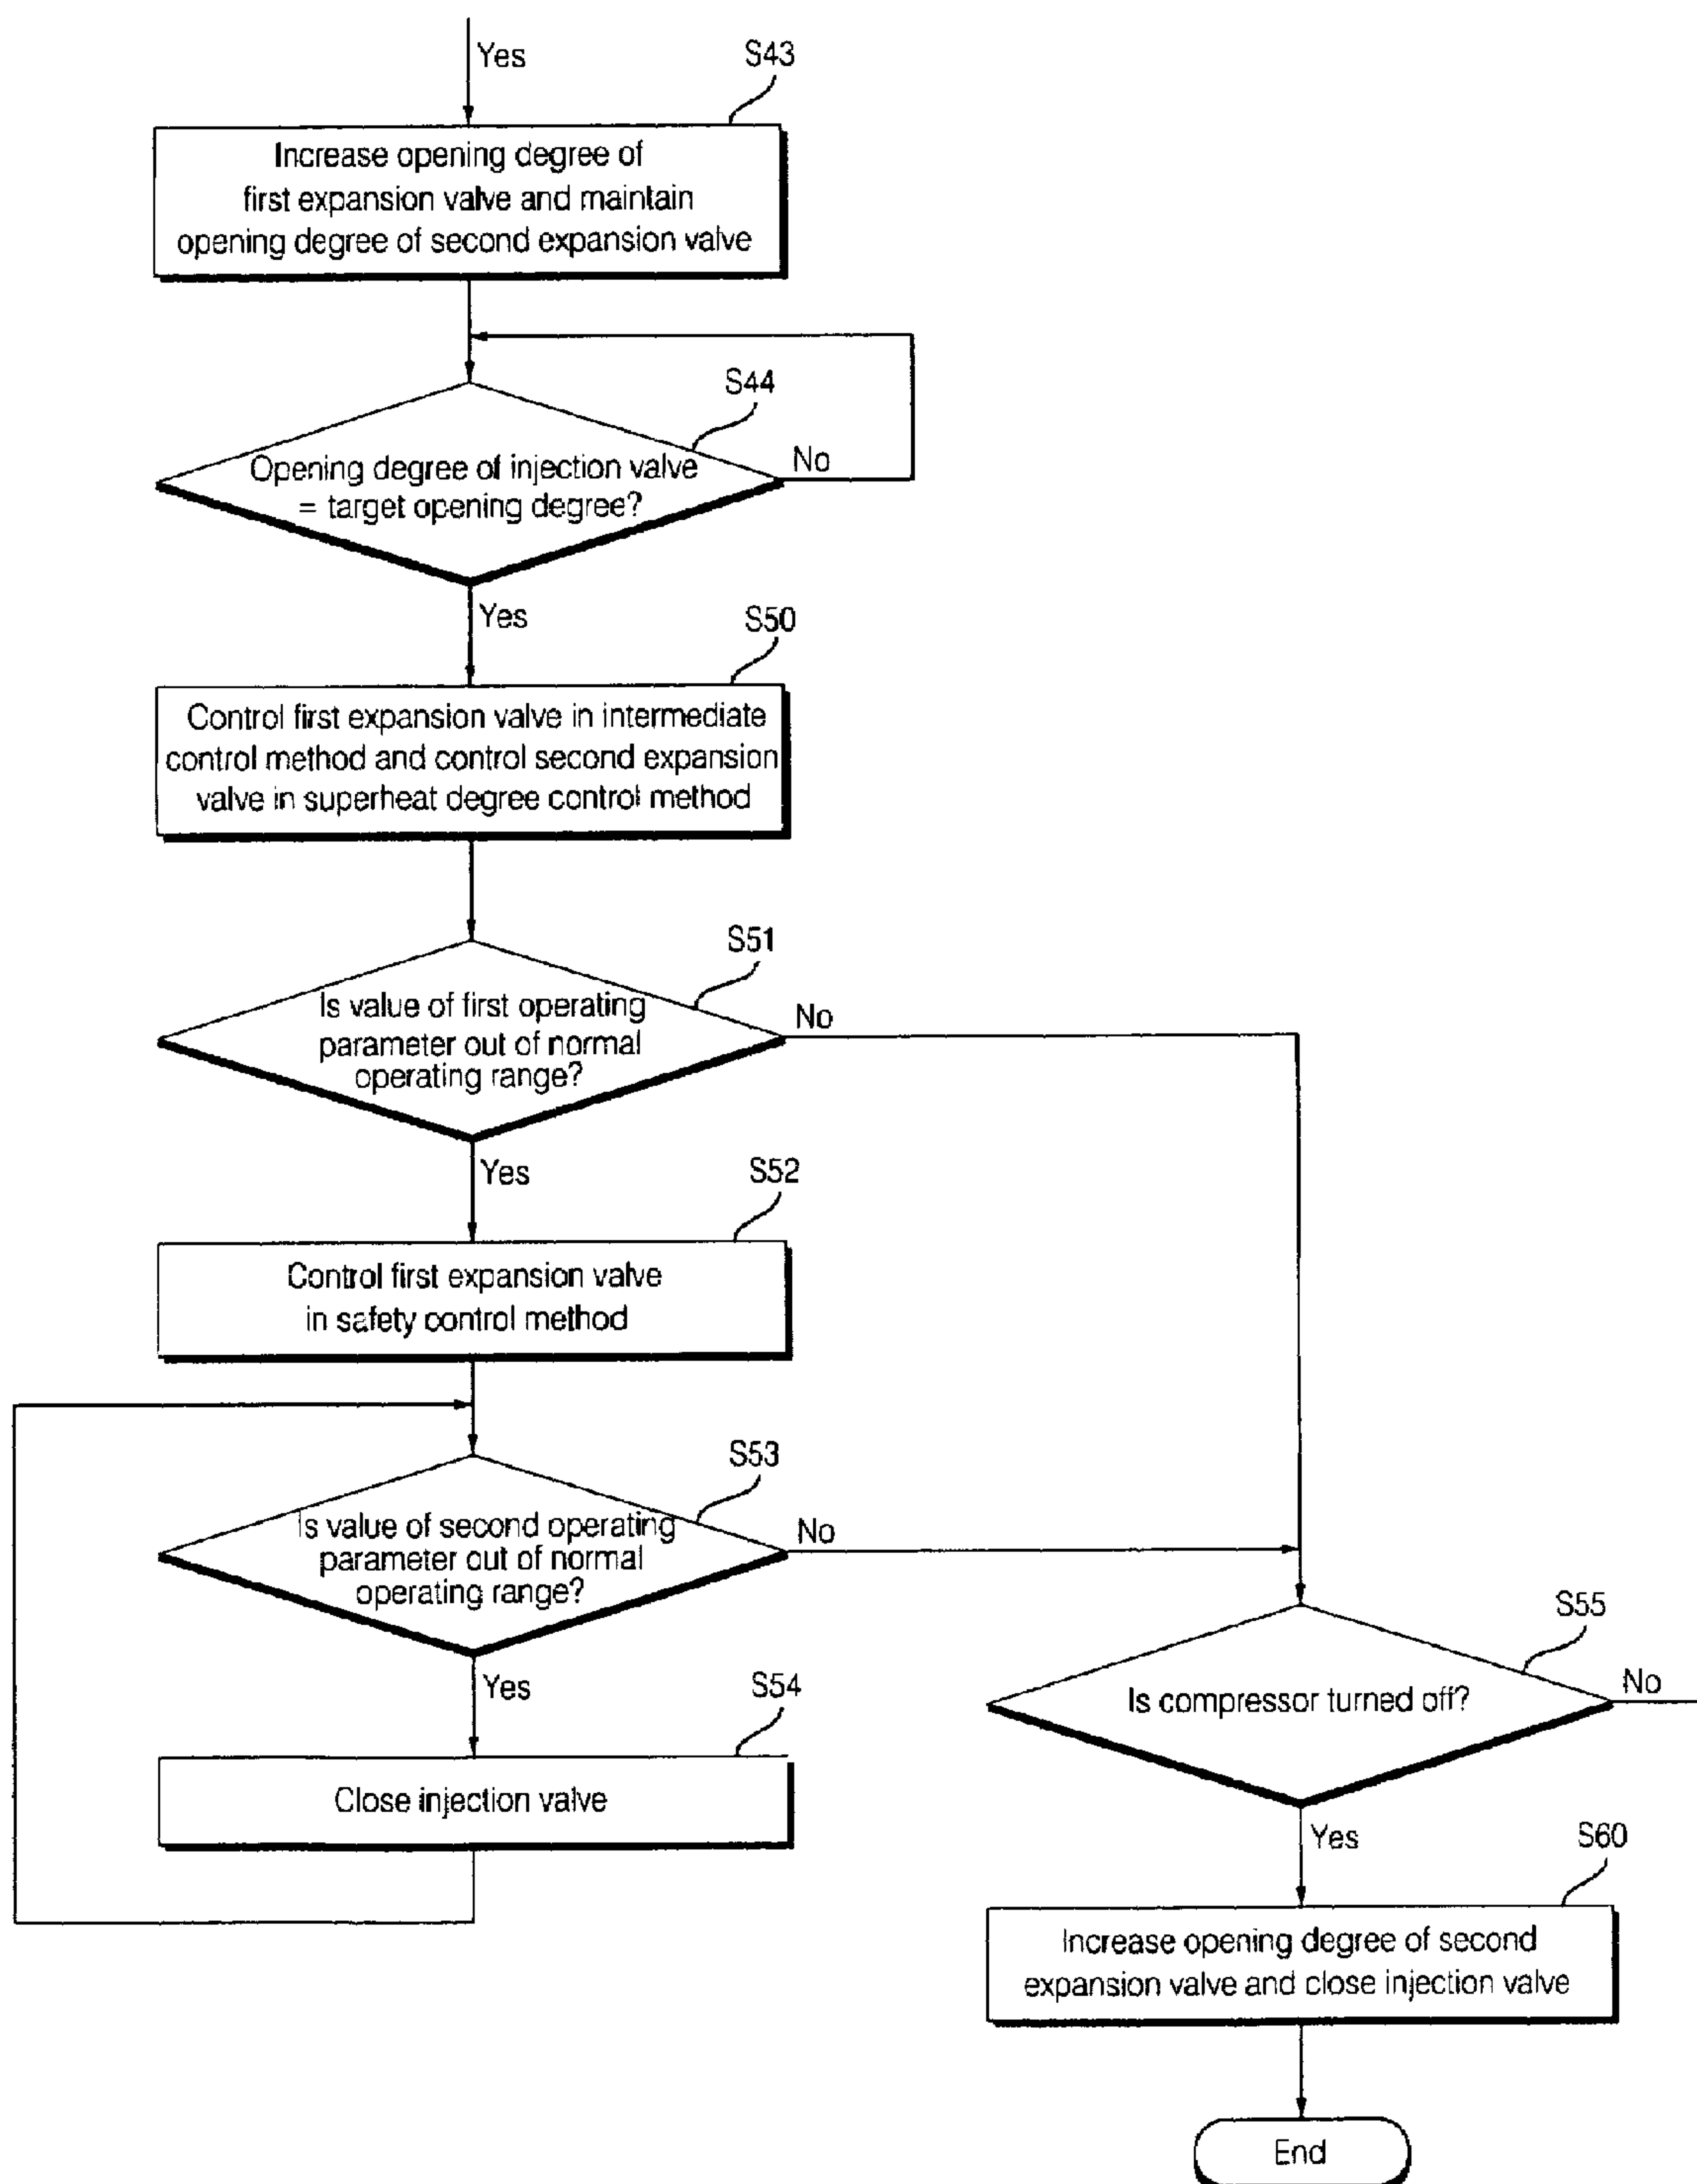 Yes
S43
Increase opening degree of
first expansion valve and maintain
opening degree of second expansion valve
S44
Opening degree of injection valve
= target opening degree?
No
Yes
S50
Control first expansion valve in intermediate
control method and control second expansion
valve in superheat degree control method
S51
Is value of first operating
parameter out of normal
operating range?
No
Yes
S52
Control first expansion valve
in safety control method
S53
Is value of second operating
parameter out of normal
operating range?
No
Yes
S54
Close injection valve
S55
Is compressor turned off?
No
Yes
S60
Increase opening degree of second
expansion valve and close injection valve
End